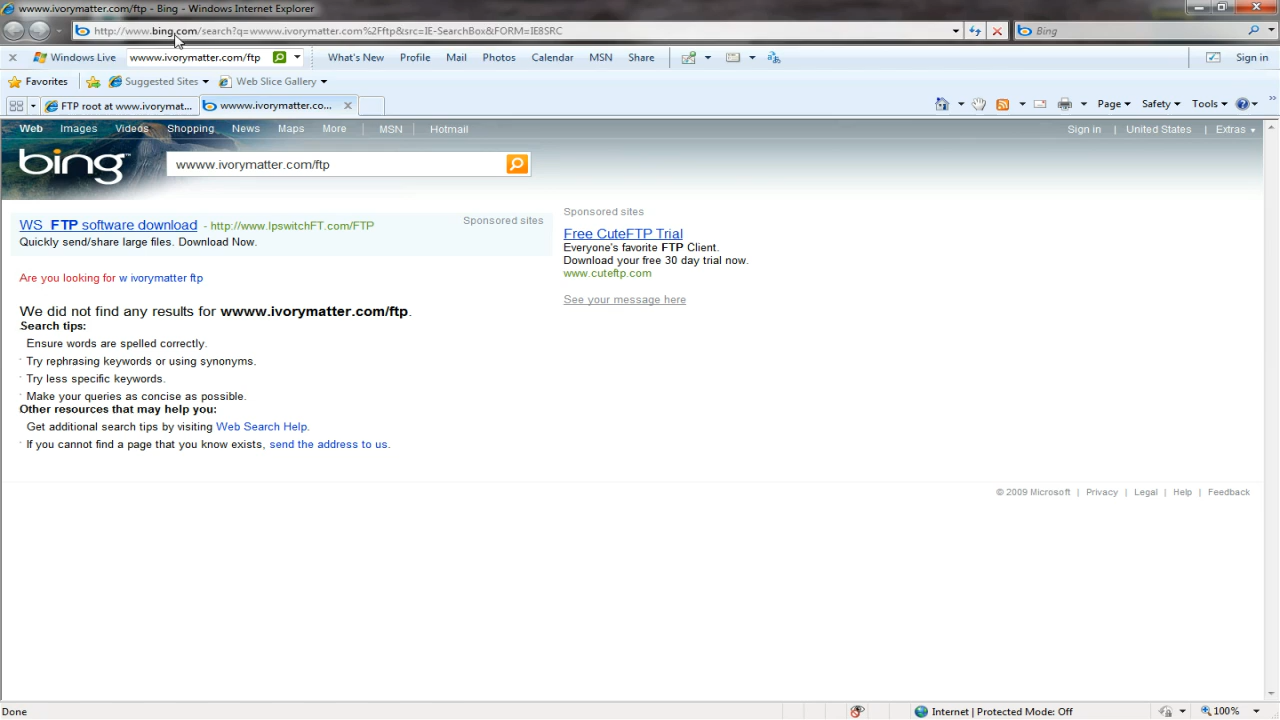 wwww.ivorymatter.com/ftp - Bing - Windows Internet Explorer
http://www.bing.com/search?q=wwww.ivorymatter.com%2Fftp&src=IE-SearchBox&FORM=IE8SRC
Bing
Windows Live
wwww.ivorymatter.com/ftp
What's New
Profile
Mail
Photos
Calendar
MSN
Share
Sign in
Favorites
Suggested Sites
Web Slice Gallery
FTP root at www.ivorymat...
wwww.ivorymatter.co...
Page
Safety
Tools
Web
Images
Videos
Shopping
News
Maps
More
MSN
Hotmail
Sign in
United States
Extras
bing™
wwww.ivorymatter.com/ftp
WS_FTP software download - http://www.IpswitchFT.com/FTP
Sponsored sites
Quickly send/share large files. Download Now.
Are you looking for w ivorymatter ftp
We did not find any results for wwww.ivorymatter.com/ftp.
Search tips:
Ensure words are spelled correctly.
Try rephrasing keywords or using synonyms.
Try less specific keywords.
Make your queries as concise as possible.
Other resources that may help you:
Get additional search tips by visiting Web Search Help.
If you cannot find a page that you know exists, send the address to us.
Sponsored sites
Free CuteFTP Trial
Everyone's favorite FTP Client.
Download your free 30 day trial now.
www.cuteftp.com
See your message here
© 2009 Microsoft | Privacy | Legal | Help | Feedback
Done
Internet | Protected Mode: Off
100%